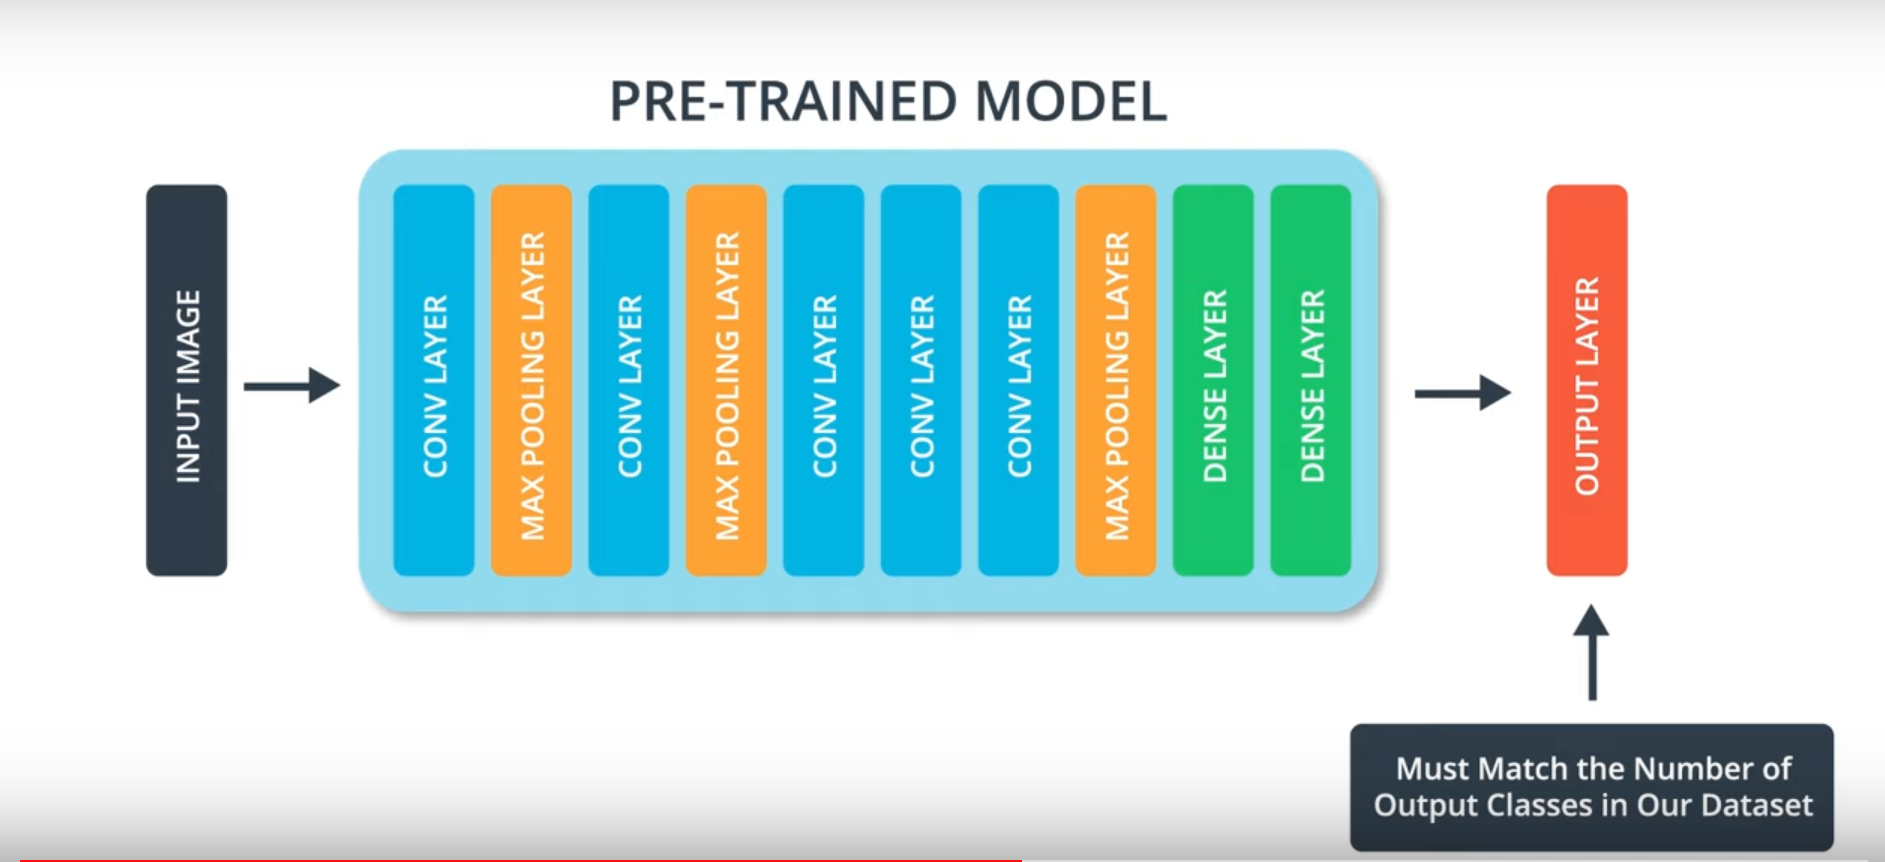 PRE-TRAINED MODEL
INPUT IMAGE
CONV LAYER
MAX POOLING LAYER
CONV LAYER
MAX POOLING LAYER
CONV LAYER
CONV LAYER
CONV LAYER
MAX POOLING LAYER
DENSE LAYER
DENSE LAYER
OUTPUT LAYER
Must Match the Number of
Output Classes in Our Dataset